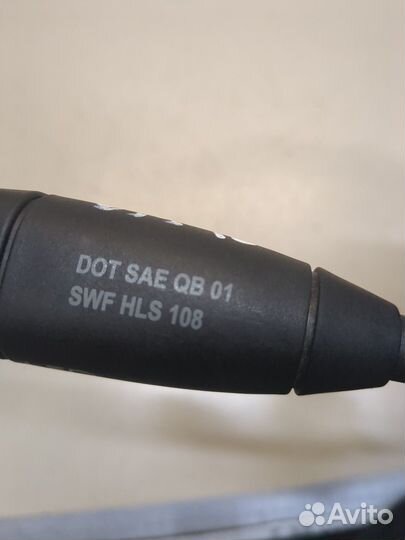 DOT SAE QB 01
SWF HLS 108
Avito